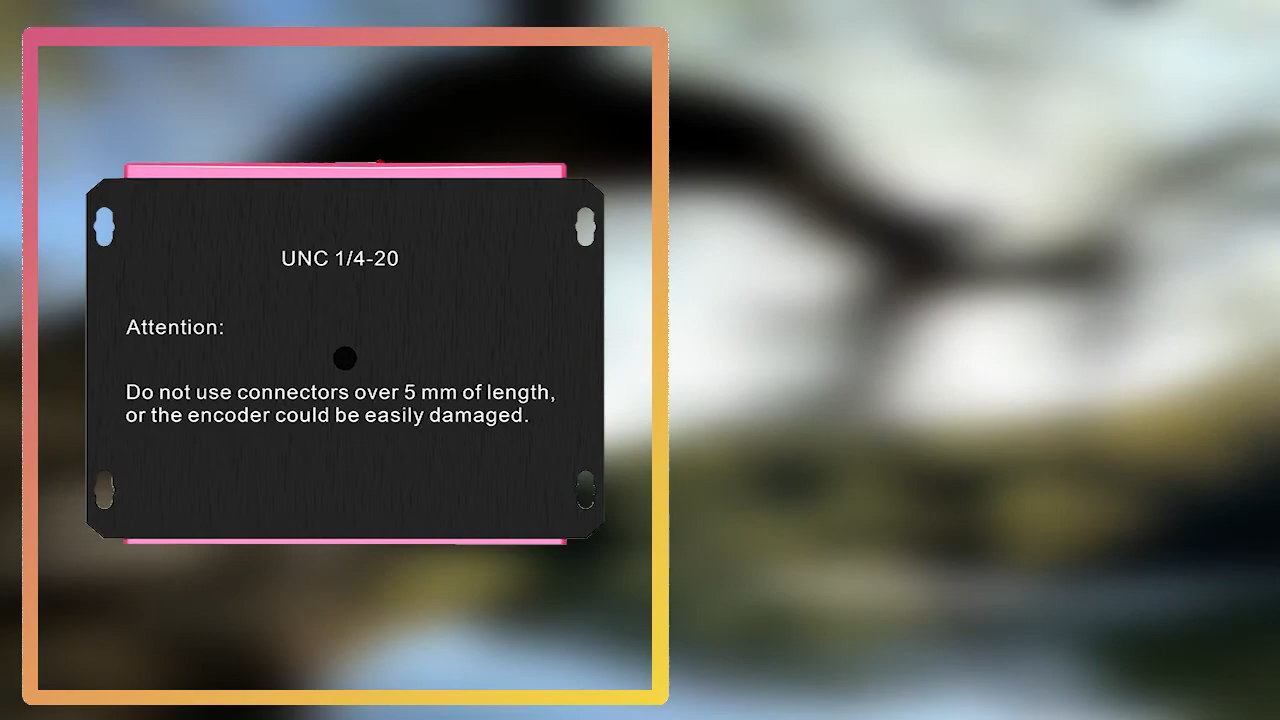 UNC 1/4-20
Attention:
Do not use connectors over 5 mm of length,
or the encoder could be easily damaged.